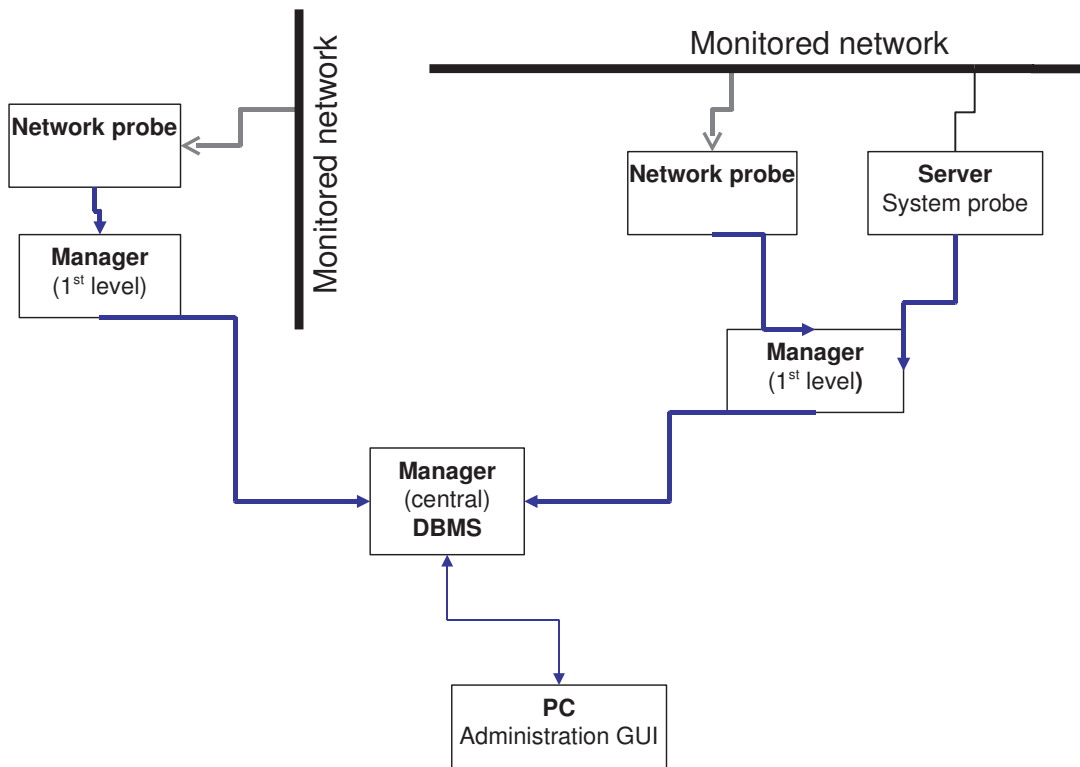 Monitored network
Network probe
Manager
(1st level)
Monitored network
Network probe
Server
System probe
Manager
(1st level)
Manager
(central)
DBMS
PC
Administration GUI